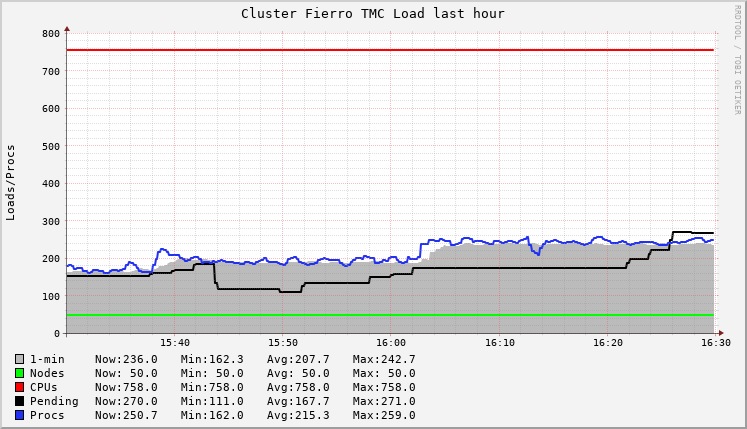 Cluster Fierro TMC Load last hour
RRDTOOL / TOBI OETIKER
Loads/Procs
800
700
600
500
400
300
200
100
0
15:40 15:50 16:00 16:10 16:20 16:30
1-min Now:236.0 Min:162.3 Avg:207.7 Max:242.7
Nodes Now: 50.0 Min: 50.0 Avg: 50.0 Max: 50.0
CPUs Now:758.0 Min:758.0 Avg:758.0 Max:758.0
Pending Now:270.0 Min:111.0 Avg:167.7 Max:271.0
Procs Now:250.7 Min:162.0 Avg:215.3 Max:259.0